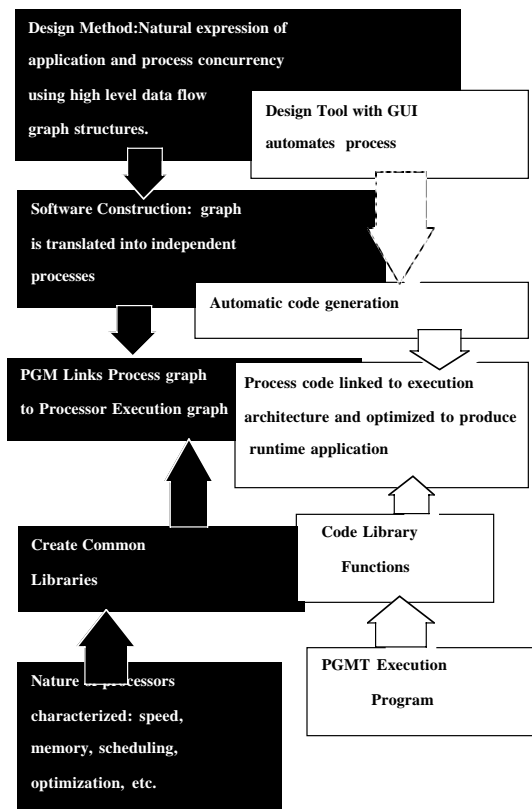 Design Method:Natural expression of
application and process concurrency
using high level data flow
graph structures.
Design Tool with GUI
automates process
Software Construction: graph
is translated into independent
processes
Automatic code generation
PGM Links Process graph
to Processor Execution graph
Process code linked to execution
architecture and optimized to produce
runtime application
Create Common
Libraries
Code Library
Functions
Nature of processors
characterized: speed,
memory, scheduling,
optimization, etc.
PGMT Execution
Program